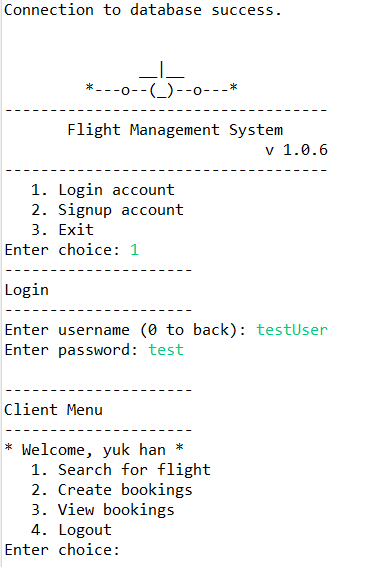 Connection to database success.
__|__
*---o--(_)--o---*
------------------------------------
Flight Management System
v 1.0.6
------------------------------------
1. Login account
2. Signup account
3. Exit
Enter choice: 1
---------------------
Login
---------------------
Enter username (0 to back): testUser
Enter password: test
---------------------
Client Menu
---------------------
* Welcome, yuk han *
1. Search for flight
2. Create bookings
3. View bookings
4. Logout
Enter choice: